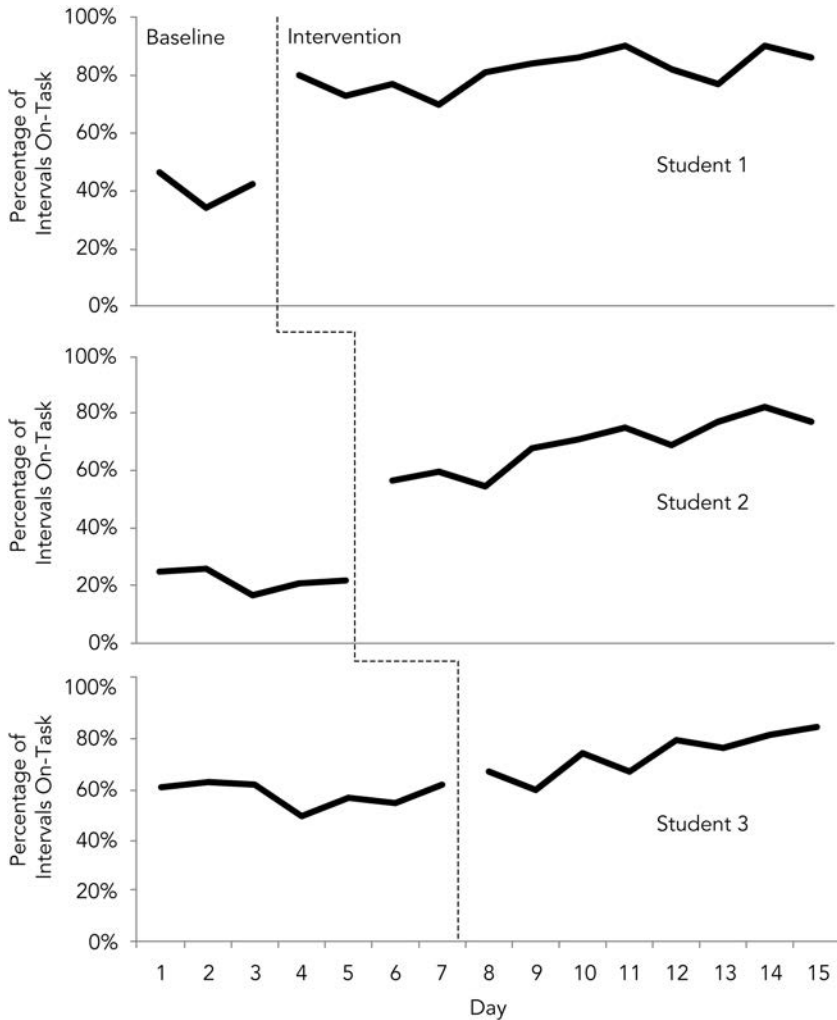 Percentage of
Intervals On-Task
100%
80%
60%
40%
20%
0%
Baseline
Intervention
Student 1
Percentage of
Intervals On-Task
100%
80%
60%
40%
20%
0%
Student 2
Percentage of
Intervals On-Task
100%
80%
60%
40%
20%
0%
Student 3
1 2 3 4 5 6 7 8 9 10 11 12 13 14 15
Day